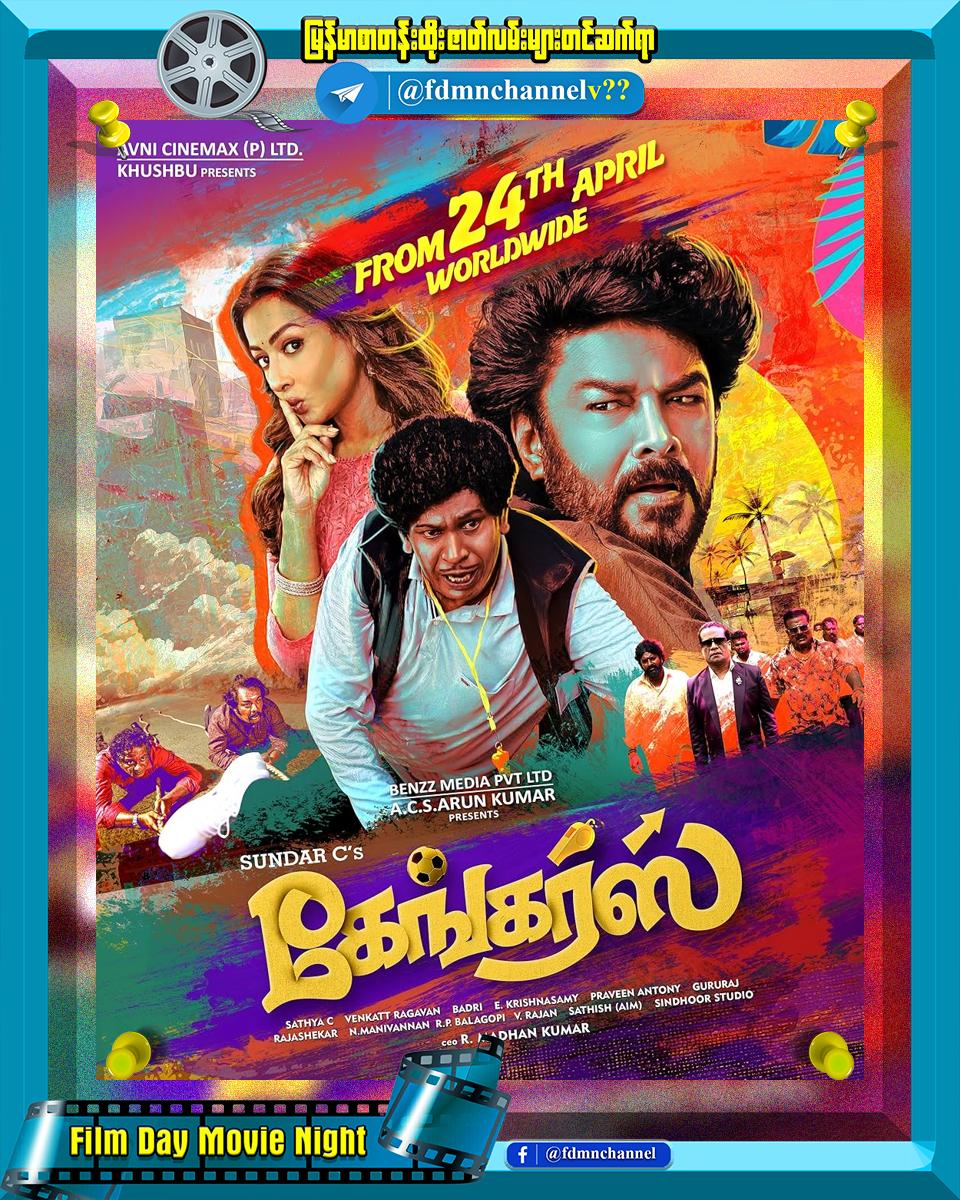 မြန်မာစာတန်းထိုးဇာတ်လမ်းများတင်ဆက်ရာ
@fdmnchannelv??
AVNI CINEMAX (P) LTD.
KHUSHBU PRESENTS
FROM 24TH APRIL
WORLDWIDE
BENZZ MEDIA PVT LTD
A.C.S.ARUN KUMAR
PRESENTS
SUNDAR C'S
கேங்கர்ஸ்
SATHYA C VENKATT RAGAVAN BADRI E. KRISHNASAMY PRAVEEN ANTONY GURURAJ
RAJASHEKAR N.MANIVANNAN R.P. BALAGOPI V. RAJAN SATHISH (AIM) SINDHOOR STUDIO
CEO R. MADHAN KUMAR
Film Day Movie Night
@fdmnchannel